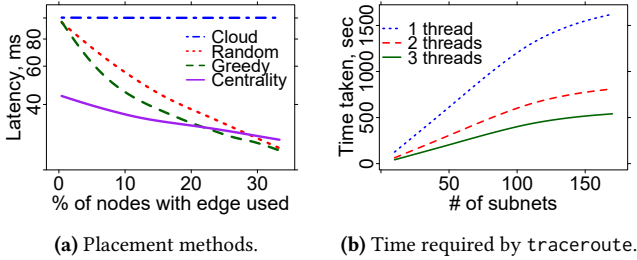 Latency, ms
80
60
40
Cloud
Random
Greedy
Centrality
0 10 20 30
% of nodes with edge used
(a) Placement methods.
Time taken, sec
0 500 1000 1500
1 thread
2 threads
3 threads
50 100 150
# of subnets
(b) Time required by traceroute.